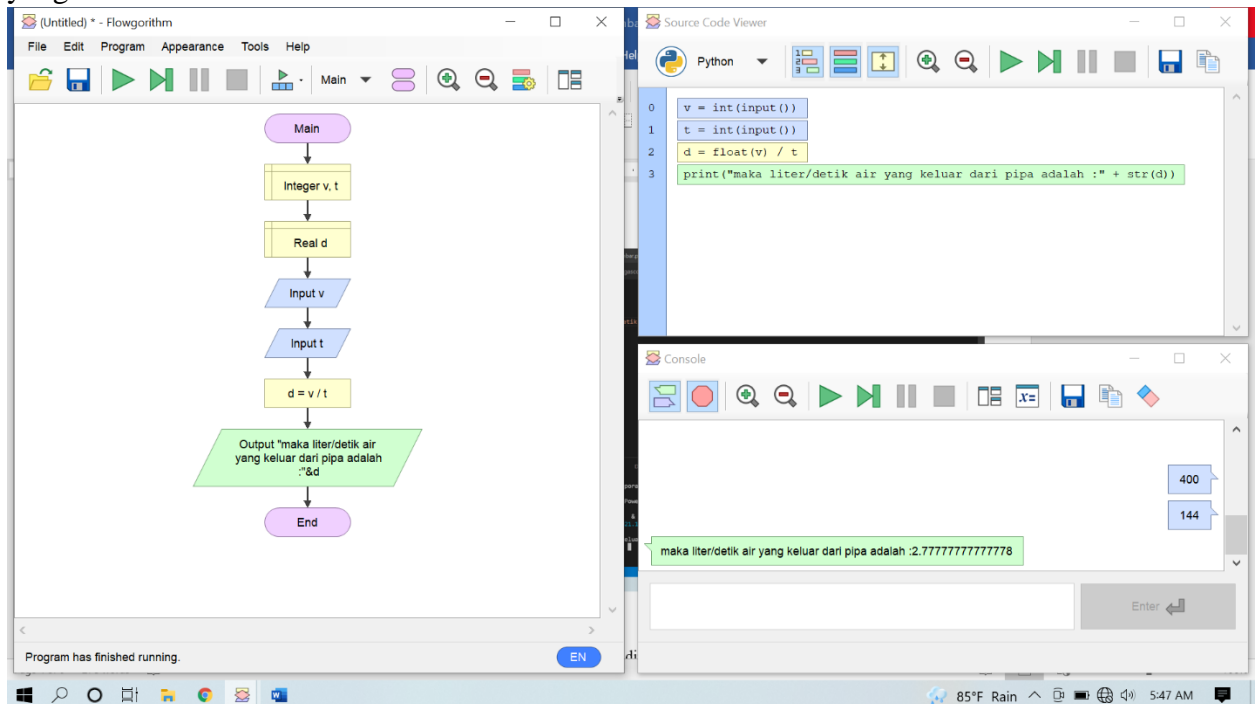 (Untitled) * - Flowgorithm
File Edit Program Appearance Tools Help
Main
Main
Integer v, t
Real d
Input v
Input t
d = v / t
Output "maka liter/detik air
yang keluar dari pipa adalah
:"&d
End
Program has finished running.
EN
Source Code Viewer
Python
0 v = int(input())
1 t = int(input())
2 d = float(v) / t
3 print("maka liter/detik air yang keluar dari pipa adalah :" + str(d))
Console
x=
400
144
maka liter/detik air yang keluar dari pipa adalah :2.77777777777778
Enter
di
85°F Rain
5:47 AM